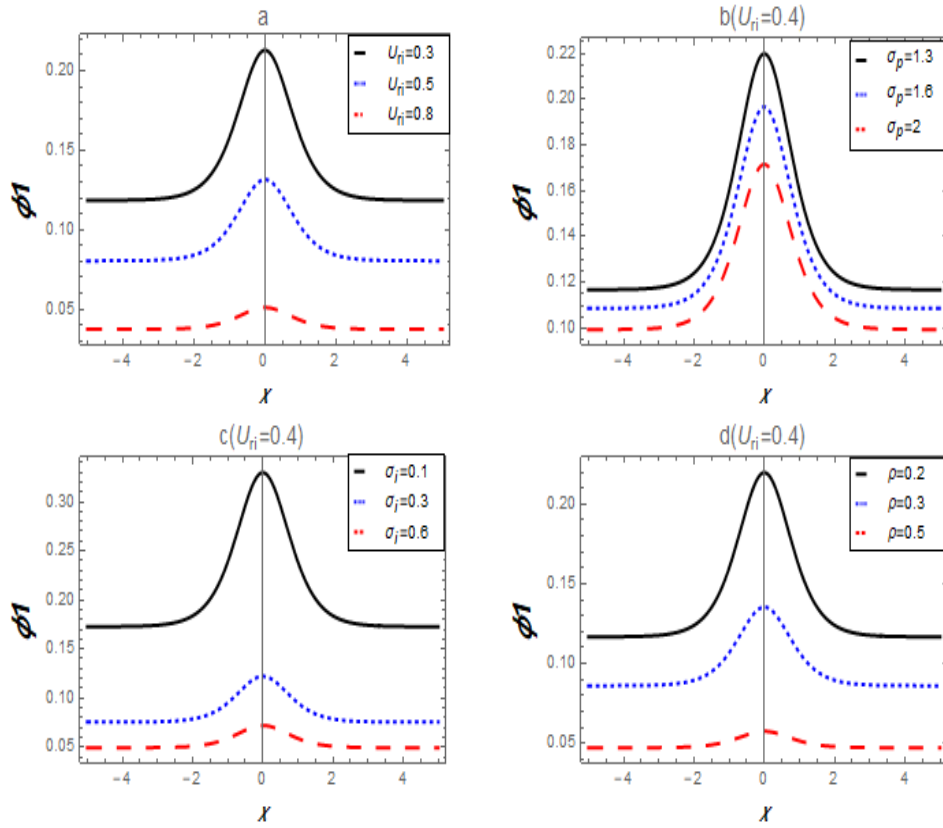 a
ϕ1
0.20
0.15
0.10
0.05
U_ri=0.3
U_ri=0.5
U_ri=0.8
−4 −2 0 2 4
χ
b(U_ri=0.4)
ϕ1
0.22
0.20
0.18
0.16
0.14
0.12
0.10
σ_p=1.3
σ_p=1.6
σ_p=2
−4 −2 0 2 4
χ
c(U_ri=0.4)
ϕ1
0.30
0.25
0.20
0.15
0.10
0.05
σ_i=0.1
σ_i=0.3
σ_i=0.6
−4 −2 0 2 4
χ
d(U_ri=0.4)
ϕ1
0.20
0.15
0.10
0.05
ρ=0.2
ρ=0.3
ρ=0.5
−4 −2 0 2 4
χ